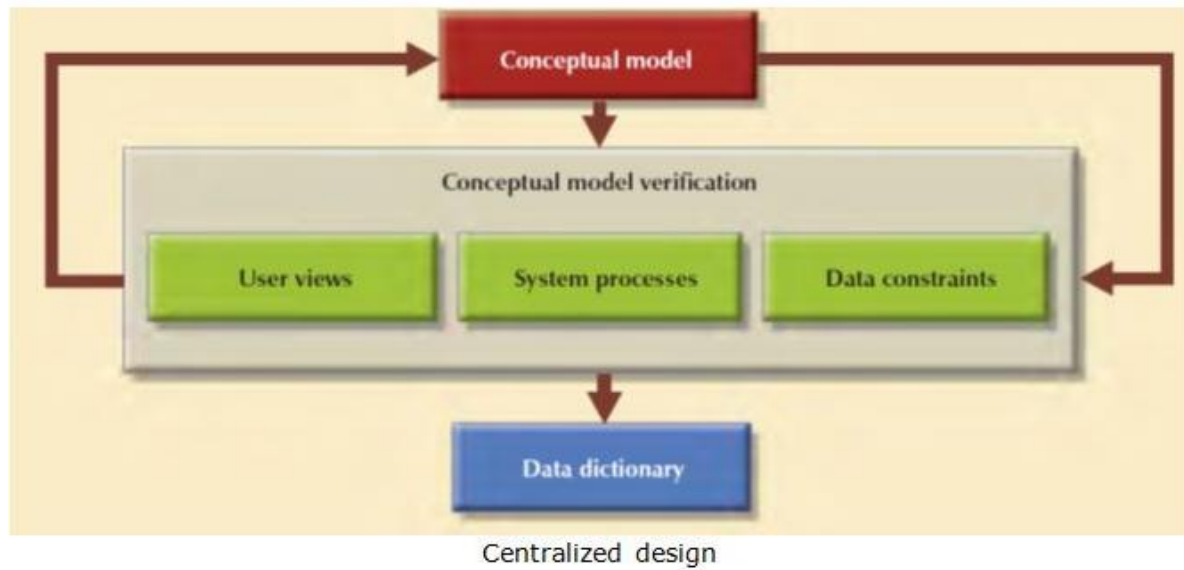 Conceptual model
Conceptual model verification
User views
System processes
Data constraints
Data dictionary
Centralized design